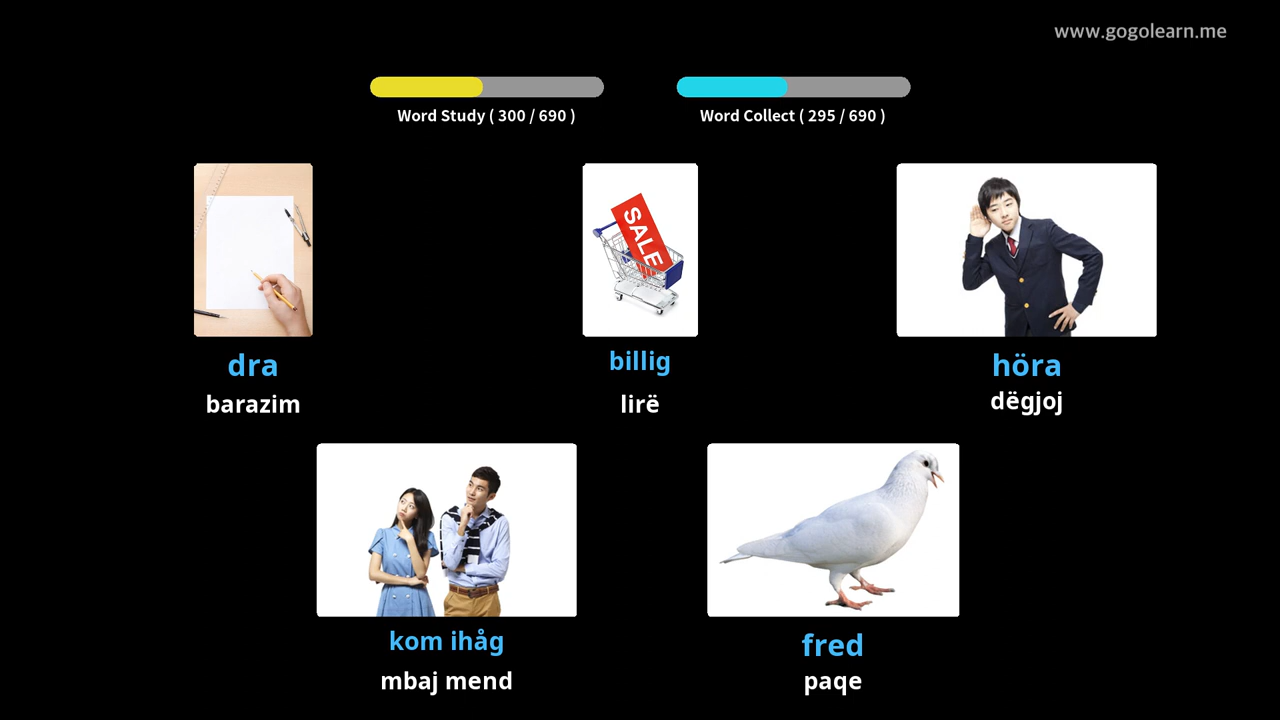 www.gogolearn.me
Word Study ( 300 / 690 )
Word Collect ( 295 / 690 )
SALE
dra
barazim
billig
lirë
höra
dëgjoj
kom ihåg
mbaj mend
fred
paqe